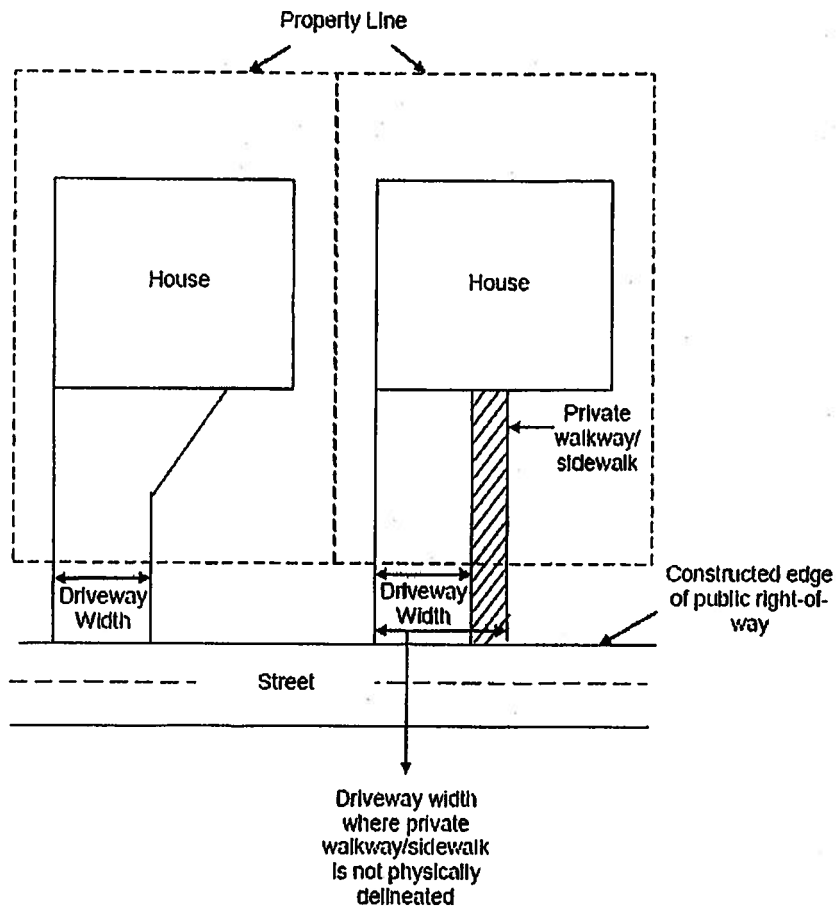 Property Line
House
House
Private
walkway/
sidewalk
Driveway
Width
Driveway
Width
Constructed edge
of public right-of-
way
Street
Driveway width
where private
walkway/sidewalk
is not physically
delineated